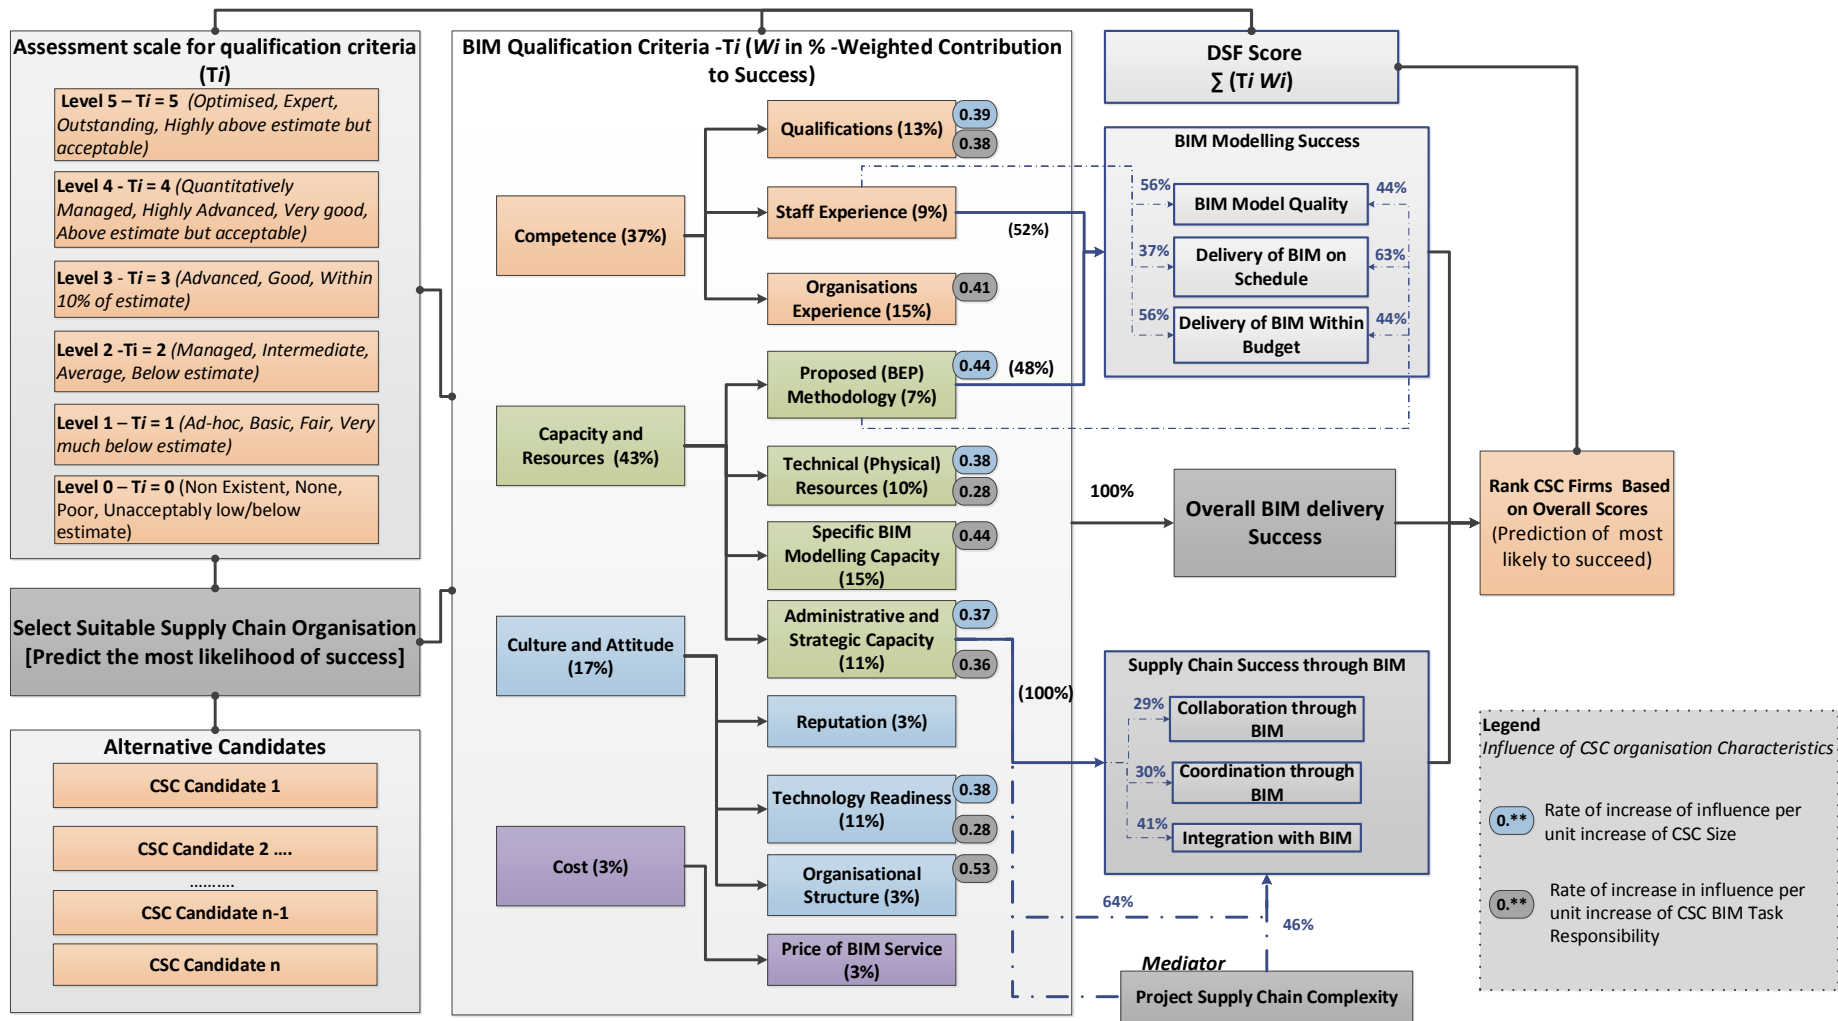 Assessment scale for qualification criteria
(Ti)
Level 5 – Ti = 5 (Optimised, Expert,
Outstanding, Highly above estimate but
acceptable)
Level 4 - Ti = 4 (Quantitatively
Managed, Highly Advanced, Very good,
Above estimate but acceptable)
Level 3 - Ti = 3 (Advanced, Good, Within
10% of estimate)
Level 2 -Ti = 2 (Managed, Intermediate,
Average, Below estimate)
Level 1 – Ti = 1 (Ad-hoc, Basic, Fair, Very
much below estimate)
Level 0 – Ti = 0 (Non Existent, None,
Poor, Unacceptably low/below
estimate)
Select Suitable Supply Chain Organisation
[Predict the most likelihood of success]
Alternative Candidates
CSC Candidate 1
CSC Candidate 2 ....
..........
CSC Candidate n-1
CSC Candidate n
BIM Qualification Criteria -Ti (Wi in % -Weighted Contribution
to Success)
Competence (37%)
Capacity and
Resources (43%)
Culture and Attitude
(17%)
Cost (3%)
Qualifications (13%)
0.39
0.38
Staff Experience (9%)
(52%)
Organisations
Experience (15%)
0.41
Proposed (BEP)
Methodology (7%)
0.44
(48%)
Technical (Physical)
Resources (10%)
0.38
0.28
Specific BIM
Modelling Capacity
(15%)
0.44
Administrative and
Strategic Capacity
(11%)
0.37
0.36
(100%)
Reputation (3%)
Technology Readiness
(11%)
0.38
0.28
Organisational
Structure (3%)
0.53
Price of BIM Service
(3%)
DSF Score
∑ (Ti Wi)
BIM Modelling Success
56%
BIM Model Quality
44%
37%
Delivery of BIM on
Schedule
63%
56%
Delivery of BIM Within
Budget
44%
100%
Overall BIM delivery
Success
Supply Chain Success through BIM
29%
Collaboration through
BIM
30%
Coordination through
BIM
41%
Integration with BIM
64%
46%
Mediator
Project Supply Chain Complexity
Rank CSC Firms Based
on Overall Scores
(Prediction of most
likely to succeed)
Legend
Influence of CSC organisation Characteristics
0.**
Rate of increase of influence per
unit increase of CSC Size
0.**
Rate of increase in influence per
unit increase of CSC BIM Task
Responsibility